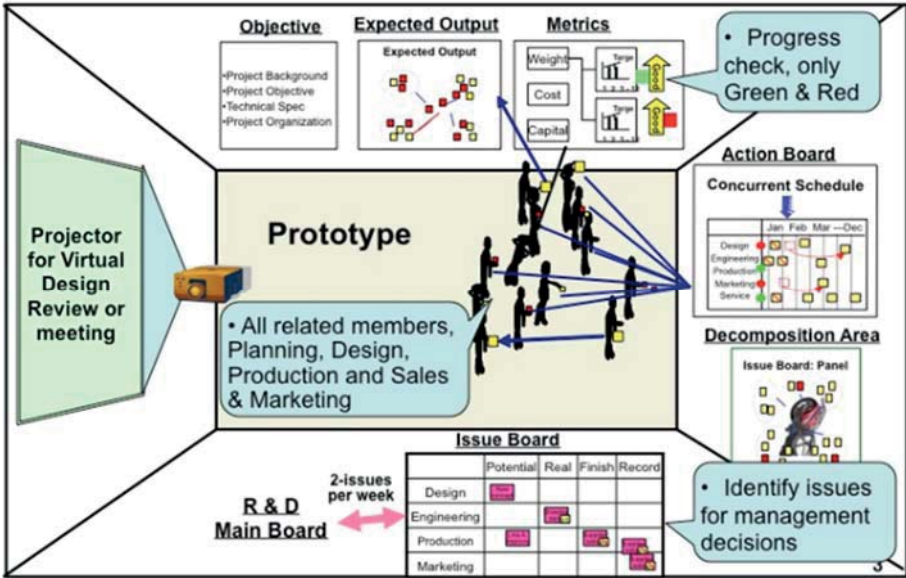 Objective
Expected Output
Metrics
•Project Background
•Project Objective
•Technical Spec
•Project Organization
Expected Output
Weight
Cost
Capital
Targe
Targe
• Progress
check, only
Green & Red
Action Board
Concurrent Schedule
Jan Feb Mar ---Dec
Design
Engineering
Production
Marketing
Service
Projector
for Virtual
Design
Review or
meeting
Prototype
• All related members,
Planning, Design,
Production and Sales
& Marketing
Decomposition Area
Issue Board: Panel
Issue Board
R & D
Main Board
2-issues
per week
Potential Real Finish Record
Design
Engineering
Production
Marketing
• Identify issues
for management
decisions
3